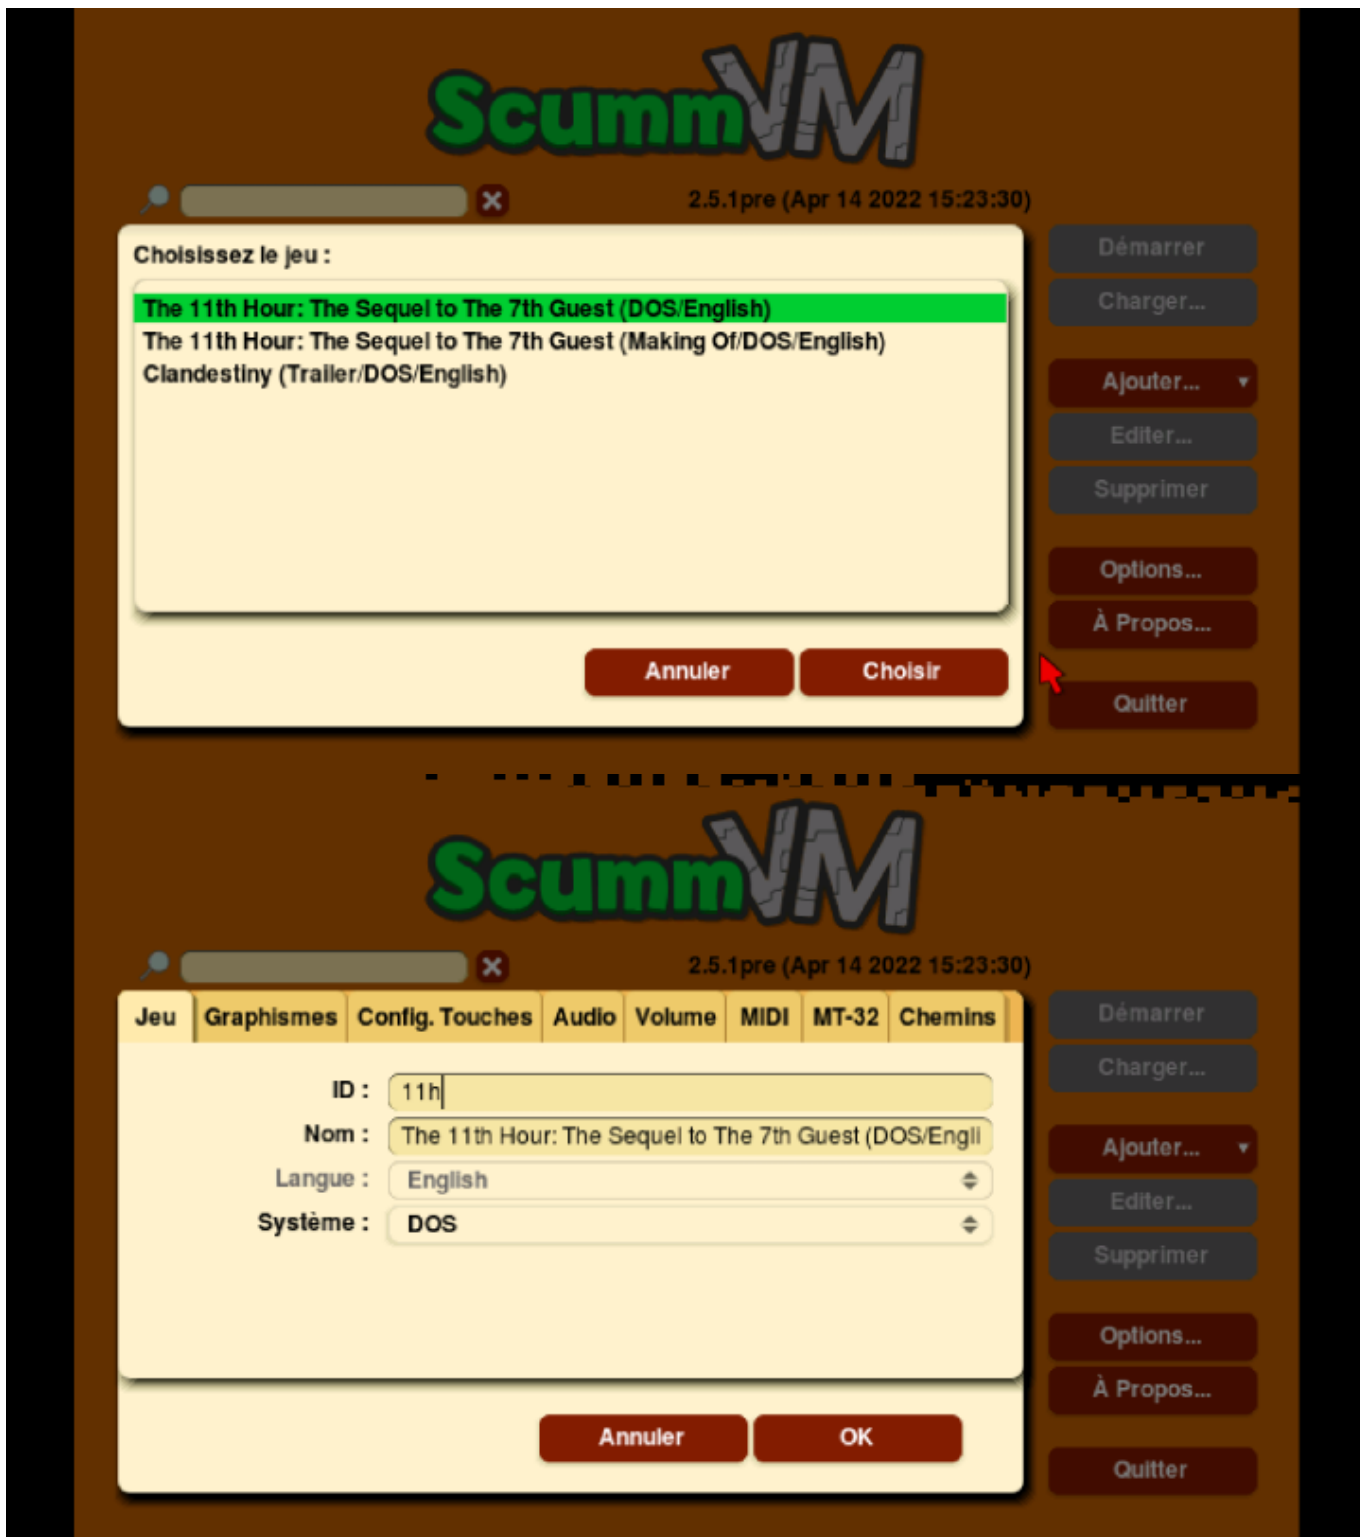 ScummVM
2.5.1pre (Apr 14 2022 15:23:30)
Choisissez le jeu :
The 11th Hour: The Sequel to The 7th Guest (DOS/English)
The 11th Hour: The Sequel to The 7th Guest (Making Of/DOS/English)
Clandestiny (Trailer/DOS/English)
Annuler
Choisir
Démarrer
Charger...
Ajouter...
Editer...
Supprimer
Options...
À Propos...
Quitter
ScummVM
2.5.1pre (Apr 14 2022 15:23:30)
Jeu Graphismes Config. Touches Audio Volume MIDI MT-32 Chemins
ID : 11h
Nom : The 11th Hour: The Sequel to The 7th Guest (DOS/Engli
Langue : English
Système : DOS
Annuler
OK
Démarrer
Charger...
Ajouter...
Editer...
Supprimer
Options...
À Propos...
Quitter